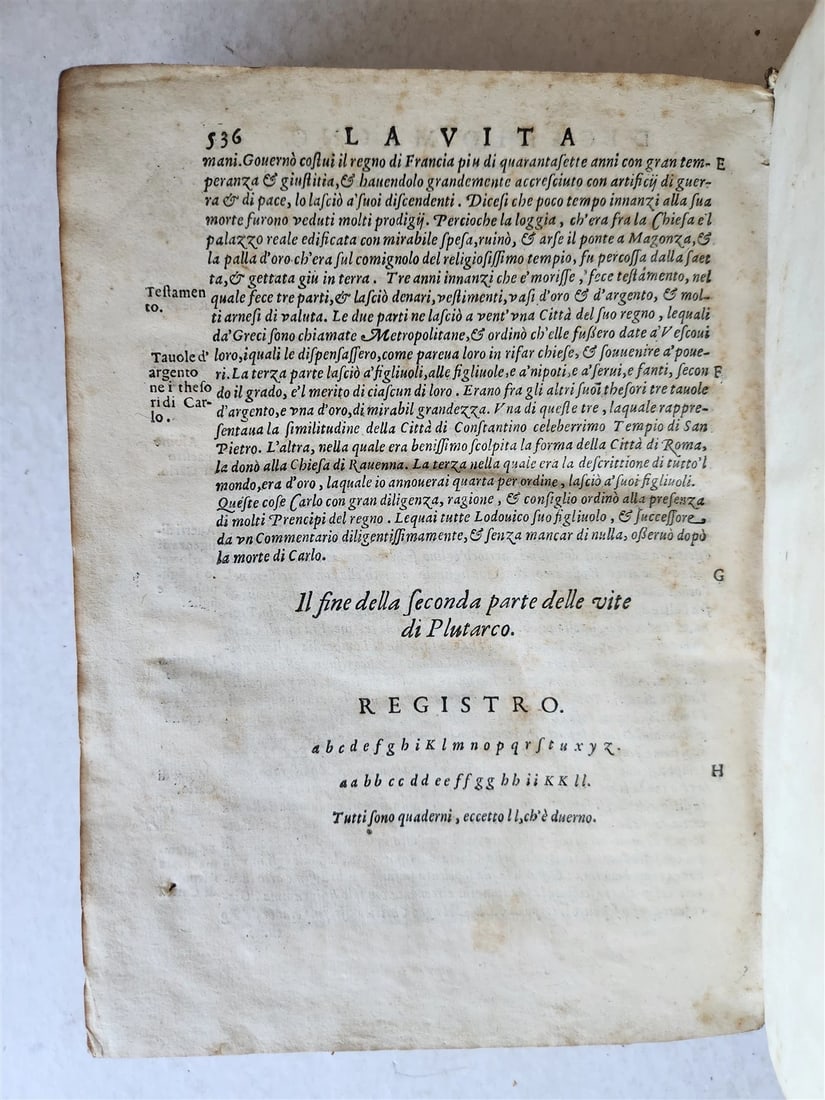 536 LA VITA
mani. Gouernò coſtui il regno di Francia piu di quarantaſette anni con gran tem- E
peranza & giuſtitia, & hauendolo grandemente accreſciuto con artificij di guer-
ra & di pace, lo laſciò a'ſuoi diſcendenti. Diceſi che poco tempo innanzi alla ſua
morte furono veduti molti prodigij. Percioche la loggia, ch'era fra la Chieſa e'l
palazzo reale edificata con mirabile ſpeſa, ruinò, & arſe il ponte a Magonza, &
la palla d'oro ch'era ſul comignolo del religioſiſſimo tempio, fu percoſſa dalla ſaet
ta, & gettata giù in terra. Tre anni innanzi che e'moriſſe, fece teſtámento, nel
Teſtamen
to.
quale fece tre parti, & laſciò denari, veſtimenti, vaſi d'oro & d'argento, & mol-
ti arneſi di valuta. Le due parti ne laſciò a vent'vna Città del ſuo regno, lequali
da'Greci ſono chiamate Metropolitane, & ordinò ch'elle fußero date a'Veſcoui
Tauole d'
argento
ne i theſo
ri di Car-
lo.
loro, iquali le diſpenſaſſero, come pareua loro in rifar chieſe, & ſouuenire a'poue-
ri. La terza parte laſciò a'figliuoli, alle figliuole, e a'nipoti, e a'ſerui, e fanti, ſecon F
do il grado, e'l merito di ciaſcun di loro. Erano fra gli altri ſuoi theſori tre tauole
d'argento, e vna d'oro, di mirabil grandezza. Vna di queſte tre, laquale rappre-
ſentaua la ſimilitudine della Città di Conſtantino celeberrimo Tempio di San
Pietro. L'altra, nella quale era beniſſimo ſcolpita la forma della Città di Roma,
la donò alla Chieſa di Rauenna. La terza nella quale era la deſcrittione di tutto'l
mondo, era d'oro, laquale io annouerai quarta per ordine, laſciò a'ſuoi figliuoli.
Queſte coſe Carlo con gran diligenza, ragione, & conſiglio ordinò alla preſenza
di molti Prencipi del regno. Lequai tutte Lodouico ſuo figliuolo, & ſucceſſore
da vn Commentario diligentiſſimamente, & ſenza mancar di nulla, oßeruò dopò
la morte di Carlo.
G
Il fine della ſeconda parte delle vite
di Plutarco.
REGISTRO.
a b c d e f g h i K l m n o p q r ſ t u x y z.
H
aa bb cc dd ee ff gg hh ii KK ll.
Tutti ſono quaderni, eccetto ll, ch'è duerno.